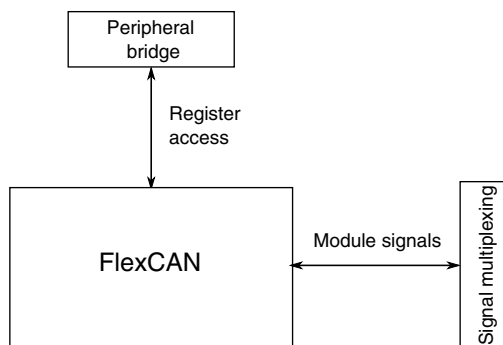 Peripheral
bridge
Register
access
FlexCAN
Module signals
Signal multiplexing